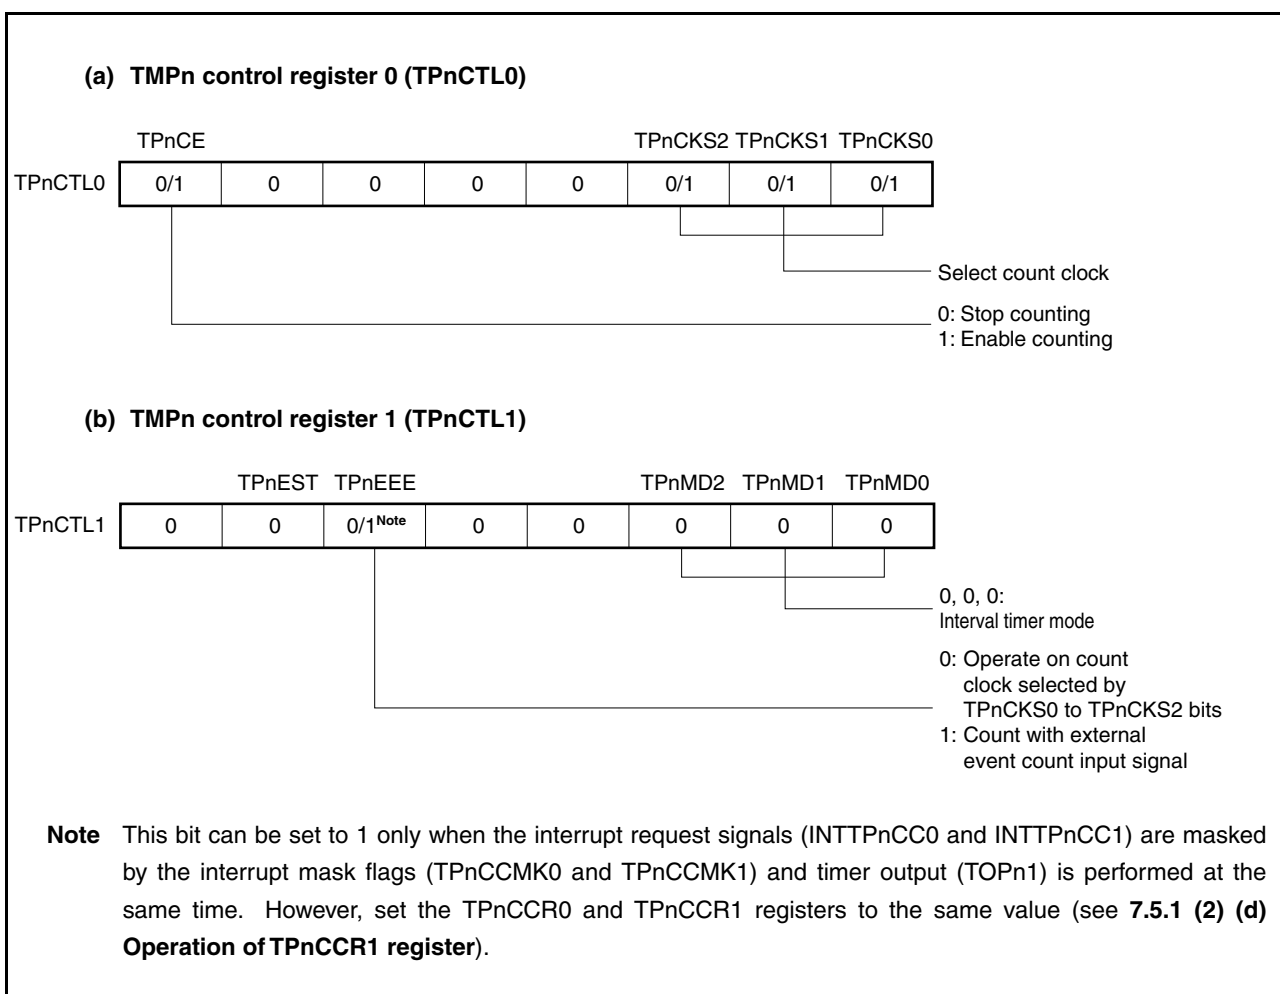 (a) TMPn control register 0 (TPnCTL0)
TPnCE TPnCKS2 TPnCKS1 TPnCKS0
TPnCTL0 0/1 0 0 0 0 0/1 0/1 0/1
Select count clock
0: Stop counting
1: Enable counting
(b) TMPn control register 1 (TPnCTL1)
TPnEST TPnEEE TPnMD2 TPnMD1 TPnMD0
TPnCTL1 0 0 0/1Note 0 0 0 0 0
0, 0, 0:
Interval timer mode
0: Operate on count
clock selected by
TPnCKS0 to TPnCKS2 bits
1: Count with external
event count input signal
Note This bit can be set to 1 only when the interrupt request signals (INTTPnCC0 and INTTPnCC1) are masked
by the interrupt mask flags (TPnCCMK0 and TPnCCMK1) and timer output (TOPn1) is performed at the
same time. However, set the TPnCCR0 and TPnCCR1 registers to the same value (see 7.5.1 (2) (d)
Operation of TPnCCR1 register).